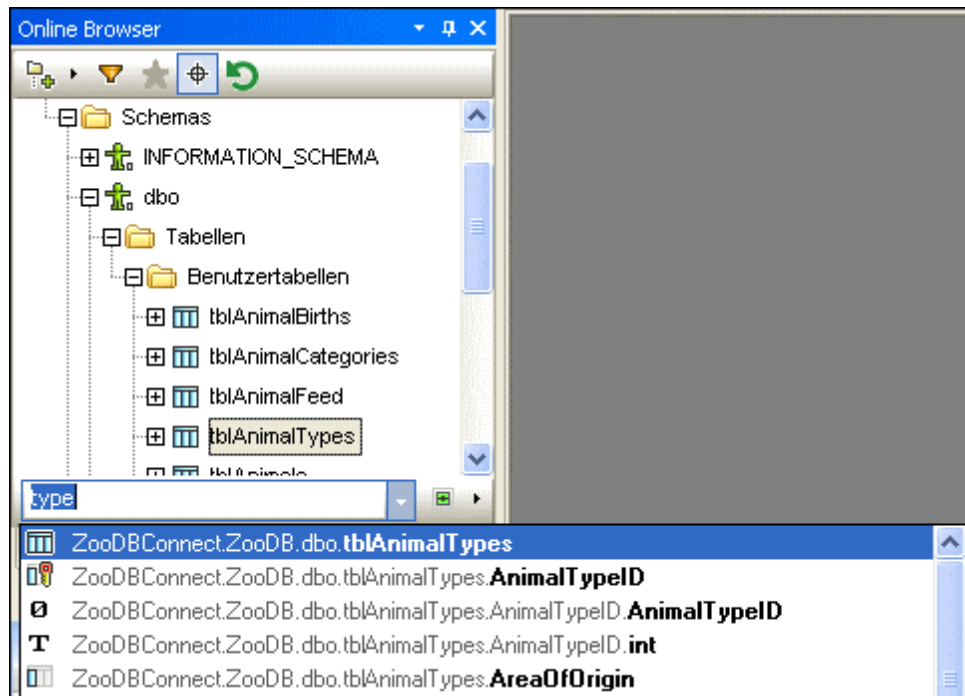 Online Browser
Schemas
INFORMATION_SCHEMA
dbo
Tabellen
Benutzertabellen
tblAnimalBirths
tblAnimalCategories
tblAnimalFeed
tblAnimalTypes
tblAnimals
type
ZooDBConnect.ZooDB.dbo.tblAnimalTypes
ZooDBConnect.ZooDB.dbo.tblAnimalTypes.AnimalTypeID
ZooDBConnect.ZooDB.dbo.tblAnimalTypes.AnimalTypeID.AnimalTypeID
T ZooDBConnect.ZooDB.dbo.tblAnimalTypes.AnimalTypeID.int
ZooDBConnect.ZooDB.dbo.tblAnimalTypes.AreaOfOrigin